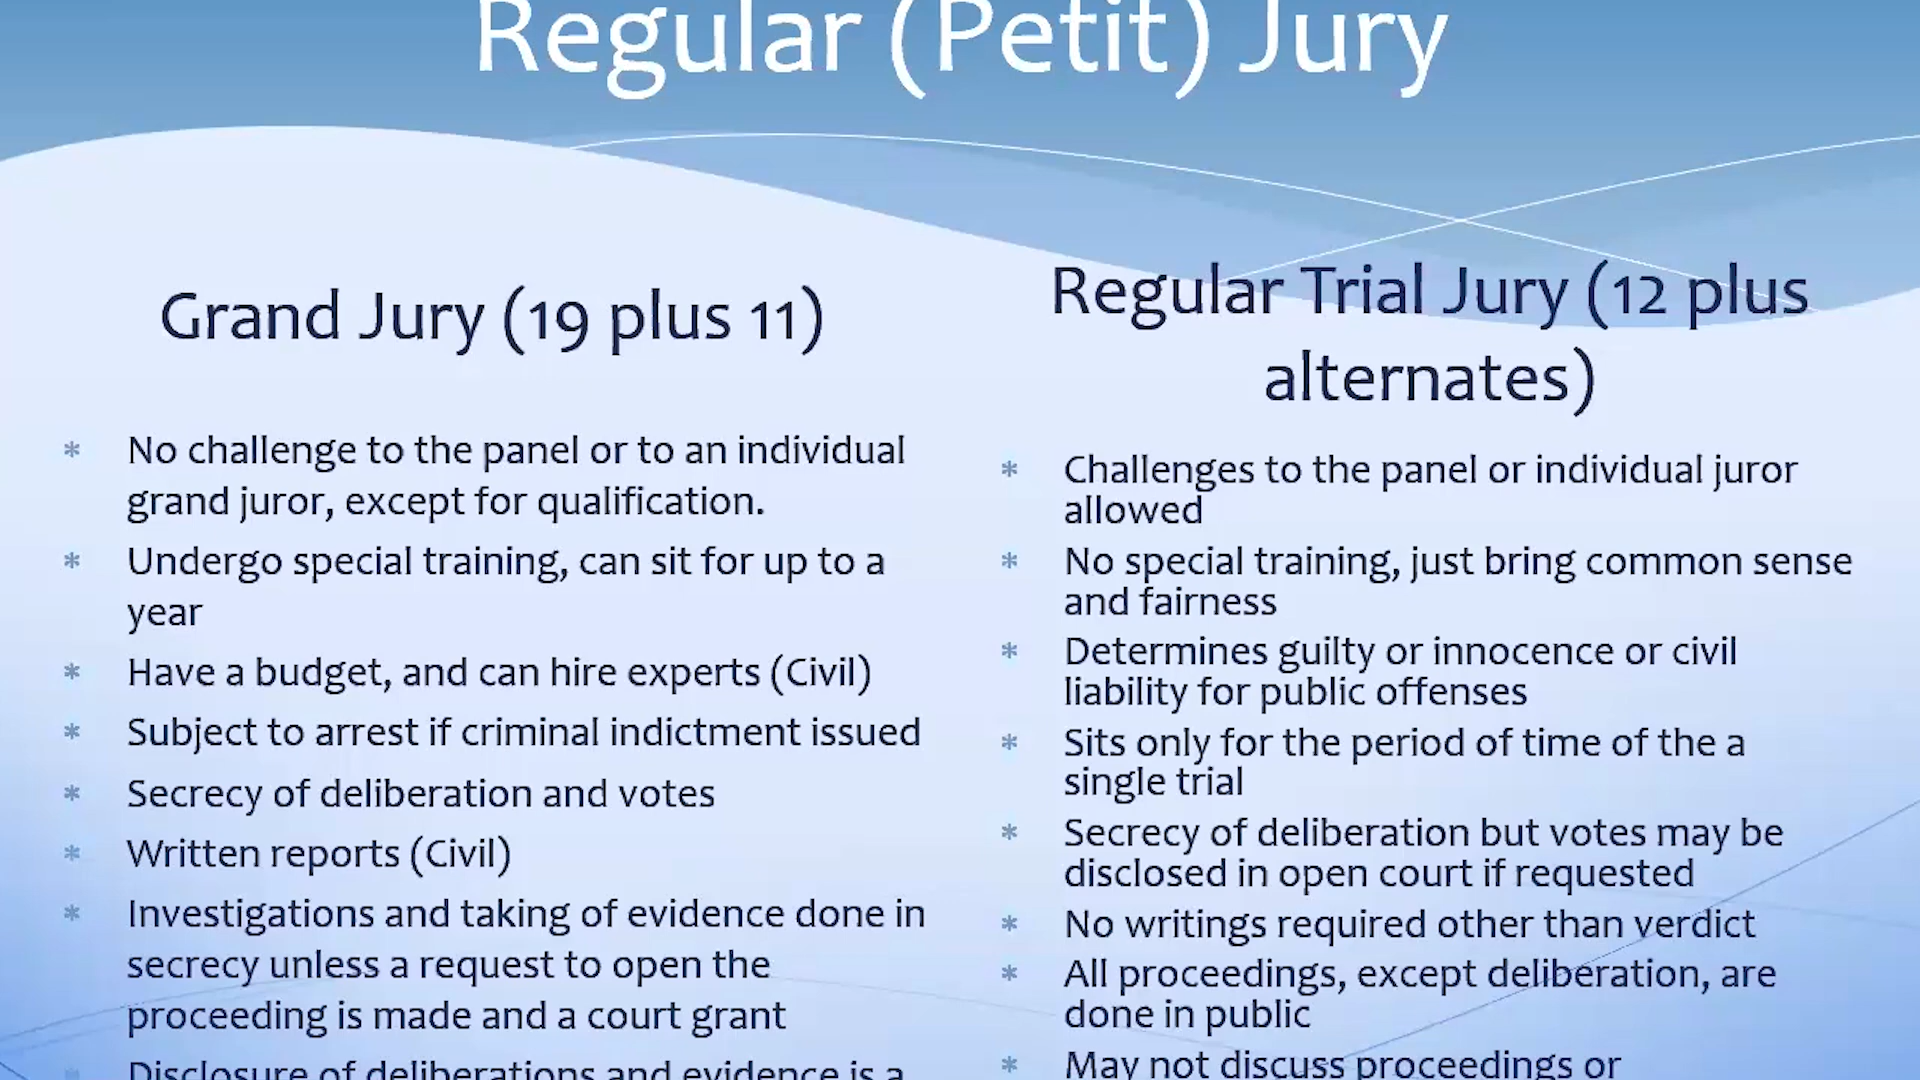 Regular (Petit) Jury
Grand Jury (19 plus 11)
* No challenge to the panel or to an individual
grand juror, except for qualification.
* Undergo special training, can sit for up to a
year
* Have a budget, and can hire experts (Civil)
* Subject to arrest if criminal indictment issued
* Secrecy of deliberation and votes
* Written reports (Civil)
* Investigations and taking of evidence done in
secrecy unless a request to open the
proceeding is made and a court grant
* Disclosure of deliberations and evidence is a
Regular Trial Jury (12 plus
alternates)
* Challenges to the panel or individual juror
allowed
* No special training, just bring common sense
and fairness
* Determines guilty or innocence or civil
liability for public offenses
* Sits only for the period of time of the a
single trial
* Secrecy of deliberation but votes may be
disclosed in open court if requested
* No writings required other than verdict
* All proceedings, except deliberation, are
done in public
* May not discuss proceedings or